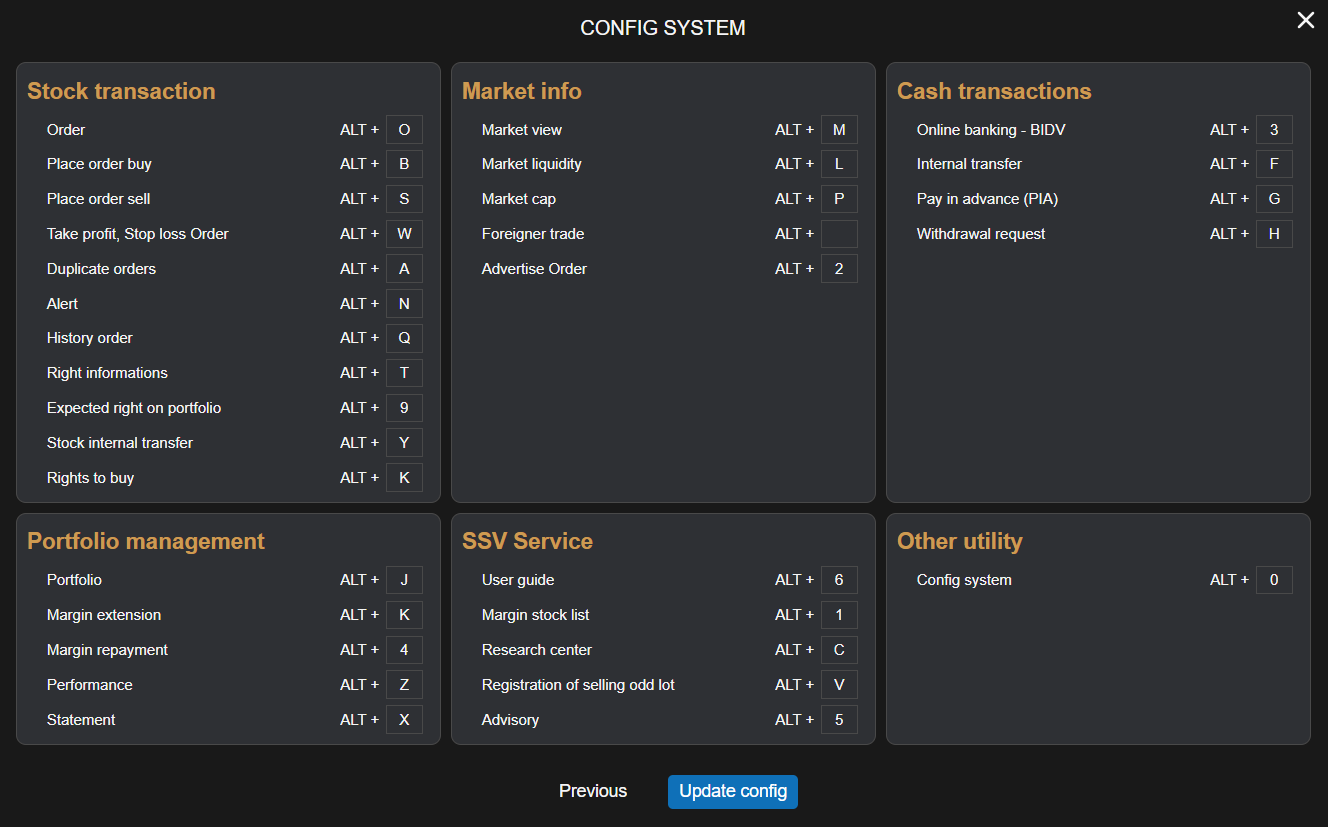 CONFIG SYSTEM
Stock transaction
Order ALT + O
Place order buy ALT + B
Place order sell ALT + S
Take profit, Stop loss Order ALT + W
Duplicate orders ALT + A
Alert ALT + N
History order ALT + Q
Right informations ALT + T
Expected right on portfolio ALT + 9
Stock internal transfer ALT + Y
Rights to buy ALT + K
Market info
Market view ALT + M
Market liquidity ALT + L
Market cap ALT + P
Foreigner trade ALT +
Advertise Order ALT + 2
Cash transactions
Online banking - BIDV ALT + 3
Internal transfer ALT + F
Pay in advance (PIA) ALT + G
Withdrawal request ALT + H
Portfolio management
Portfolio ALT + J
Margin extension ALT + K
Margin repayment ALT + 4
Performance ALT + Z
Statement ALT + X
SSV Service
User guide ALT + 6
Margin stock list ALT + 1
Research center ALT + C
Registration of selling odd lot ALT + V
Advisory ALT + 5
Other utility
Config system ALT + 0
Previous Update config